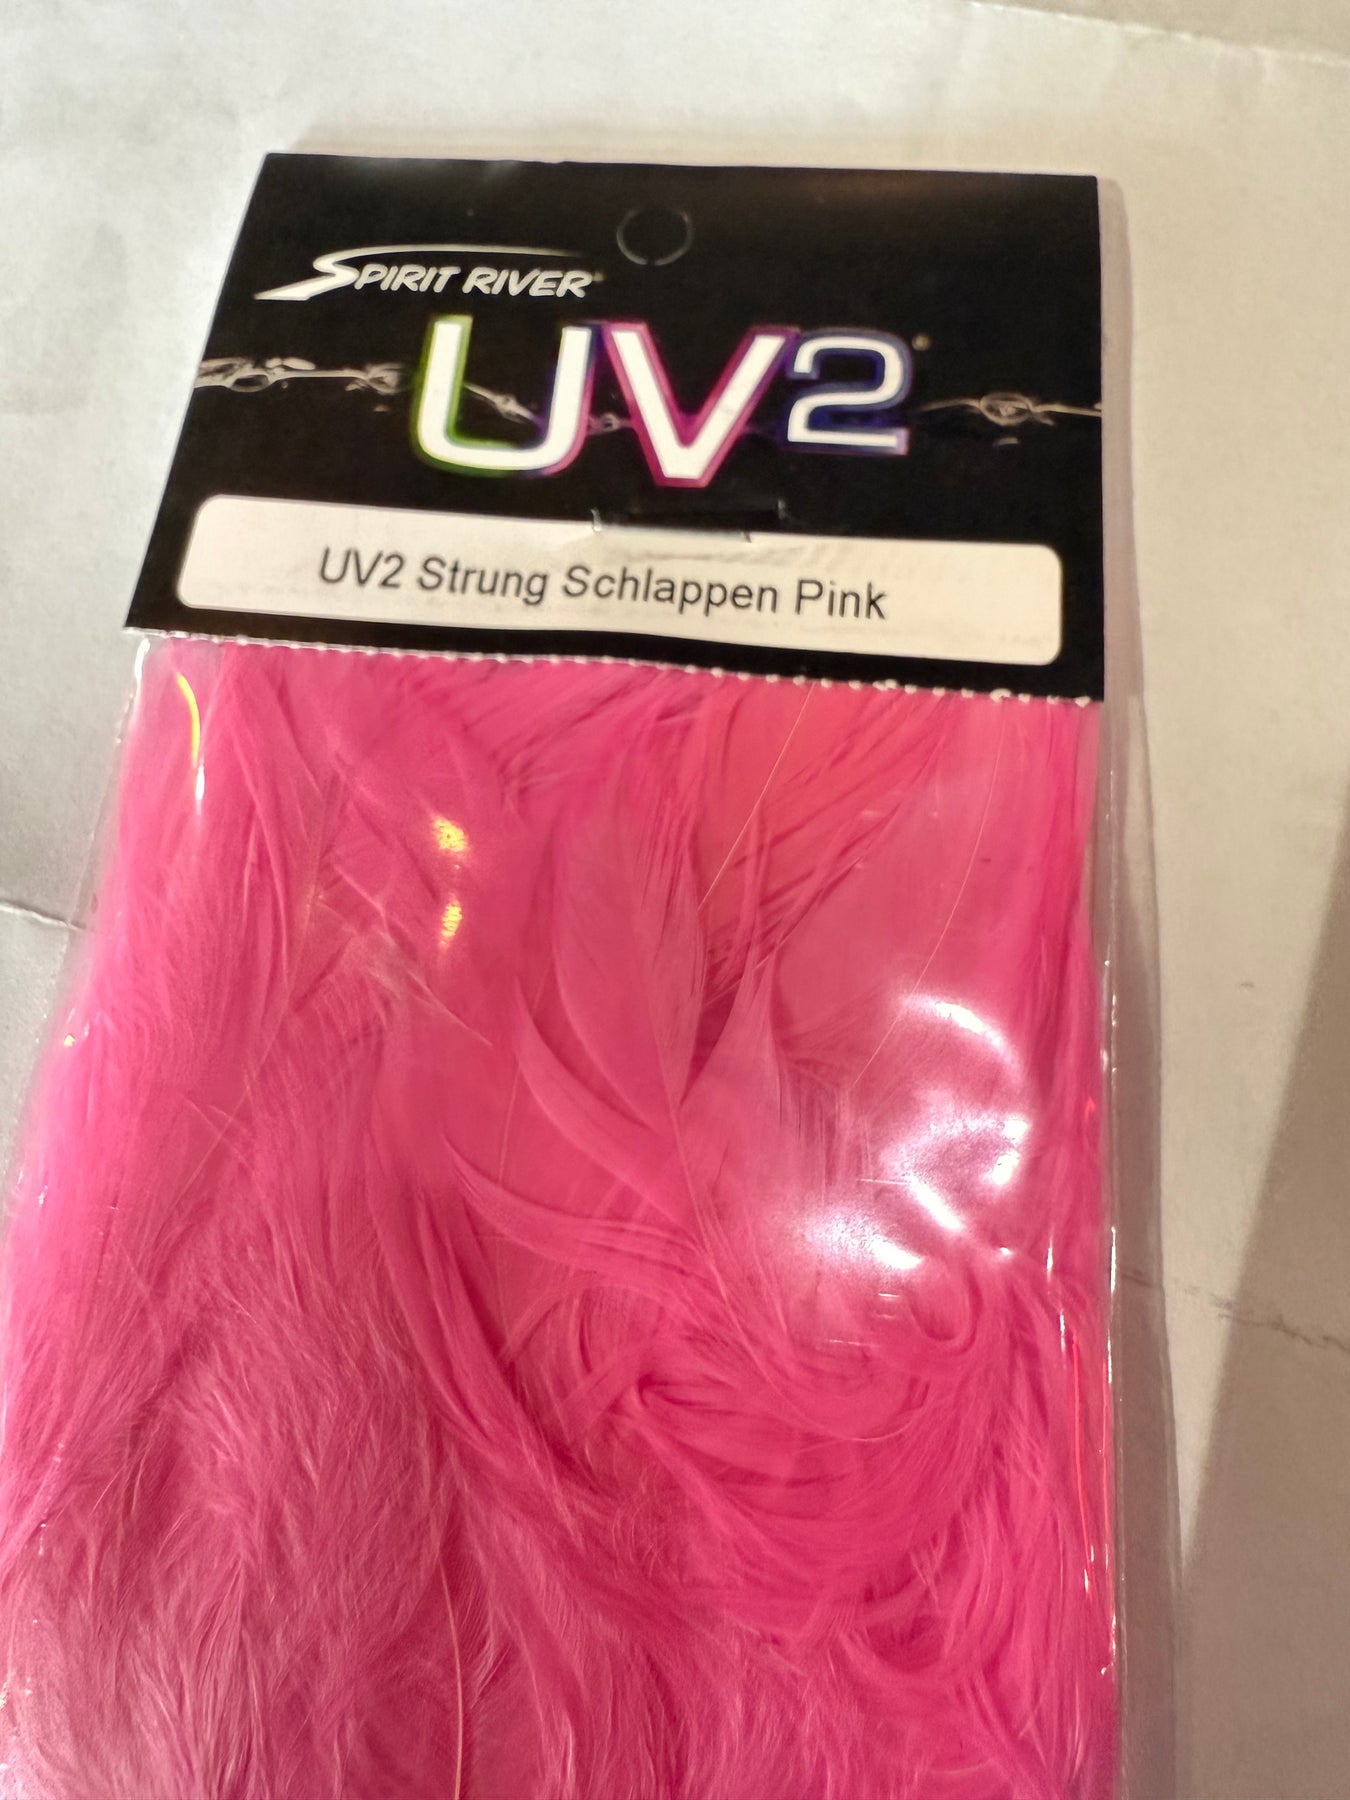 SPIRIT RIVER
UV2
UV2 Strung Schlappen Pink